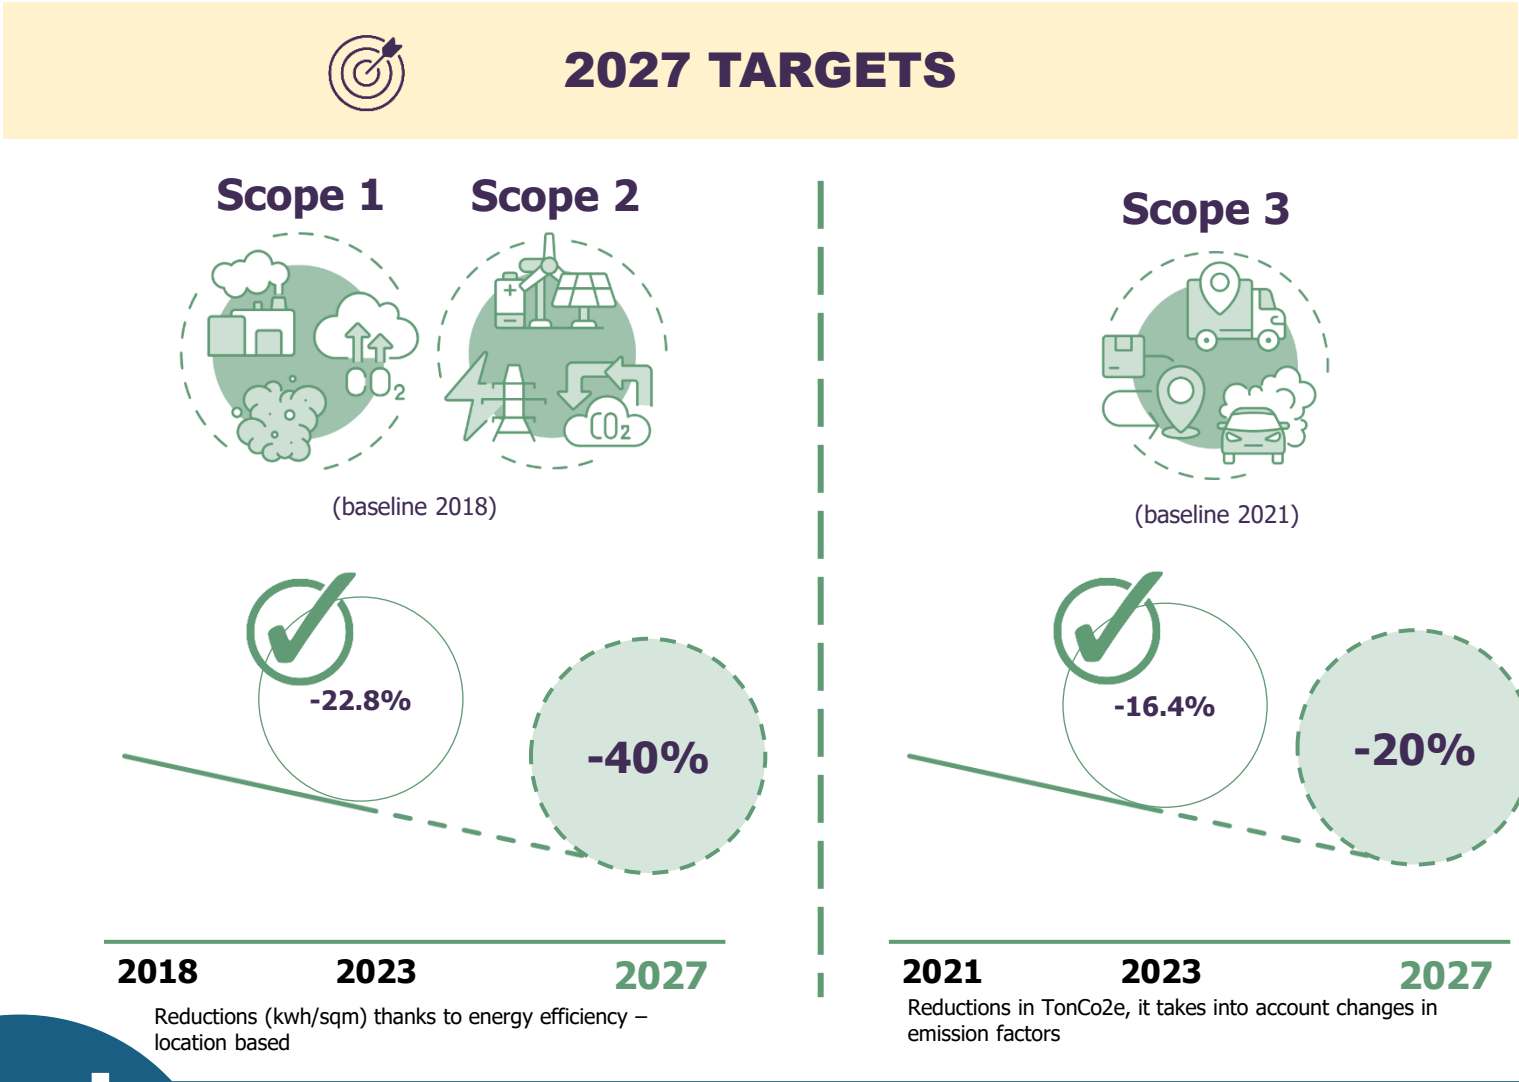 2027 TARGETS
Scope 1
Scope 2
CO2
CO2
(baseline 2018)
-22.8%
-40%
2018
2023
2027
Reductions (kwh/sqm) thanks to energy efficiency –
location based
Scope 3
(baseline 2021)
-16.4%
-20%
2021
2023
2027
Reductions in TonCo2e, it takes into account changes in
emission factors